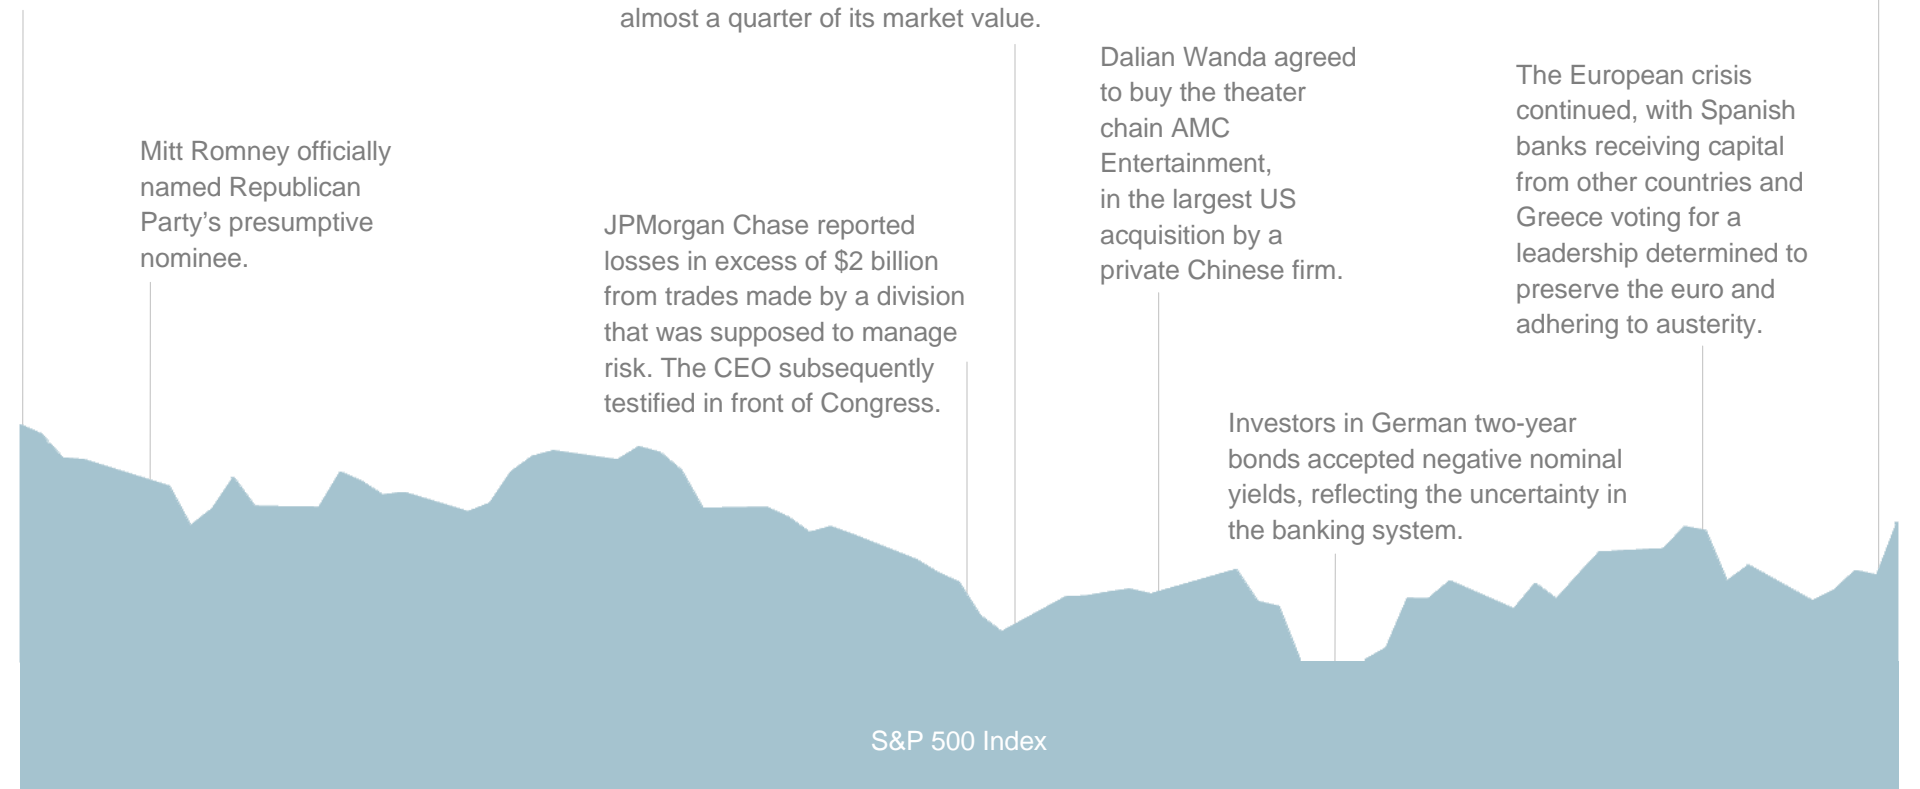 almost a quarter of its market value.
Mitt Romney officially
named Republican
Party’s presumptive
nominee.
JPMorgan Chase reported
losses in excess of $2 billion
from trades made by a division
that was supposed to manage
risk. The CEO subsequently
testified in front of Congress.
Dalian Wanda agreed
to buy the theater
chain AMC
Entertainment,
in the largest US
acquisition by a
private Chinese firm.
Investors in German two-year
bonds accepted negative nominal
yields, reflecting the uncertainty in
the banking system.
The European crisis
continued, with Spanish
banks receiving capital
from other countries and
Greece voting for a
leadership determined to
preserve the euro and
adhering to austerity.
S&P 500 Index